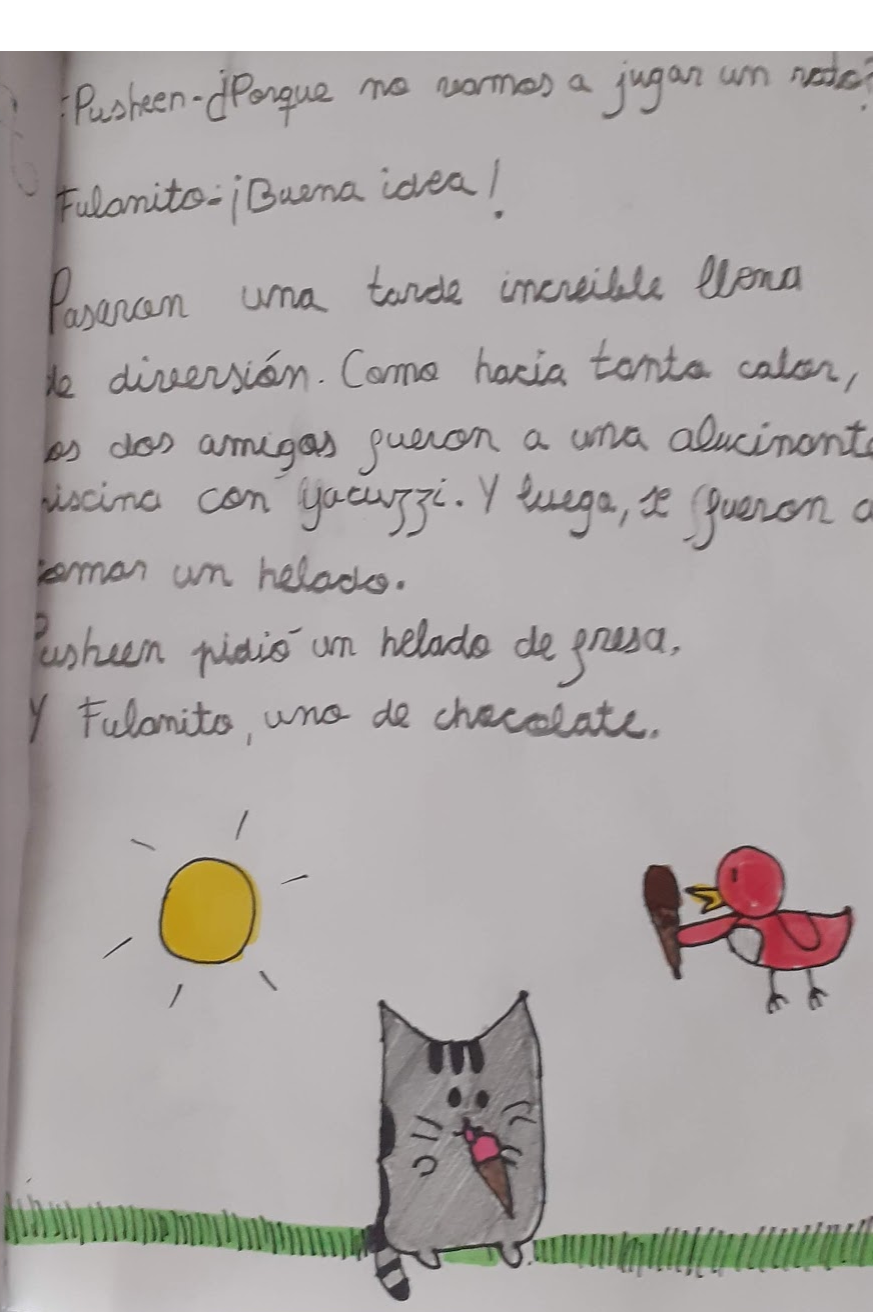 :Pusheen-¿Porque no vamos a jugar un rato?
Fulanito-¡Buena idea!
Pasaron una tarde increible llena
de diversión. Como hacia tanto calor,
os dos amigos fueron a una alucinante
piscina con yacuzzi. Y luego, se fueron a
tomar un helado.
Pusheen pidió un helado de fresa,
Y Fulanito, uno de chocolate.